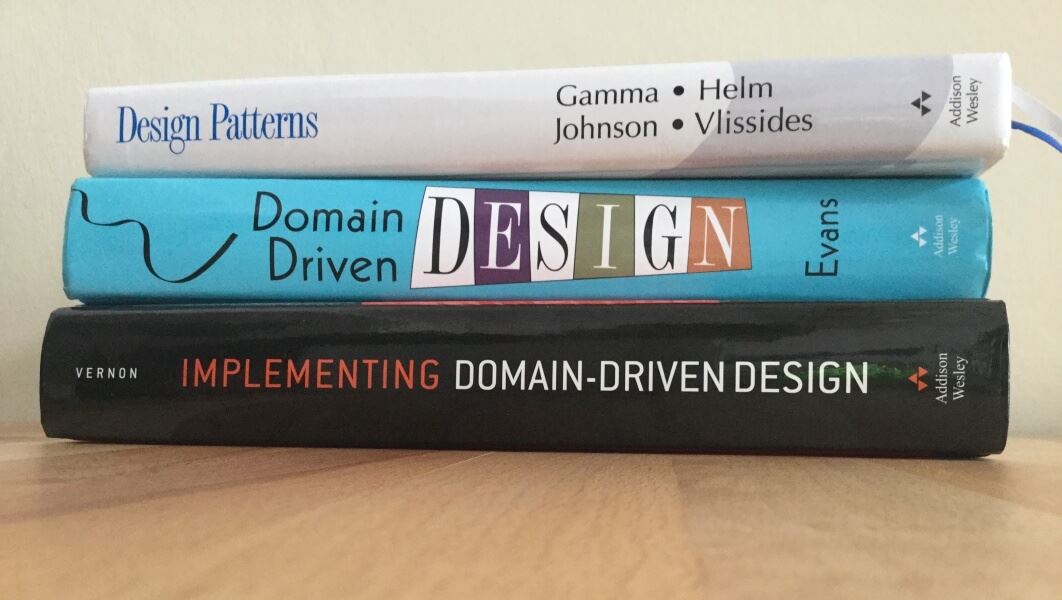 Design Patterns
Gamma • Helm
Johnson • Vlissides
Addison
Wesley
Domain
Driven
DESIGN
Evans
Addison
Wesley
VERNON
IMPLEMENTING DOMAIN-DRIVEN DESIGN
Addison
Wesley